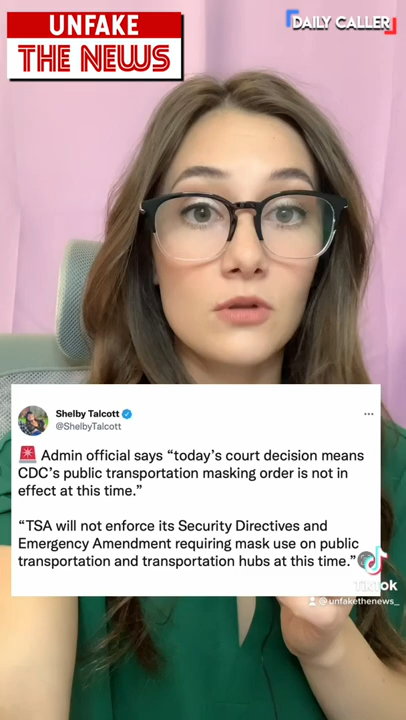 UNFAKE
THE NEWS
DAILY CALLER
Shelby Talcott
@ShelbyTalcott
🚨 Admin official says “today’s court decision means
CDC’s public transportation masking order is not in
effect at this time.”
“TSA will not enforce its Security Directives and
Emergency Amendment requiring mask use on public
transportation and transportation hubs at this time.”
TikTok
@unfakethenews_